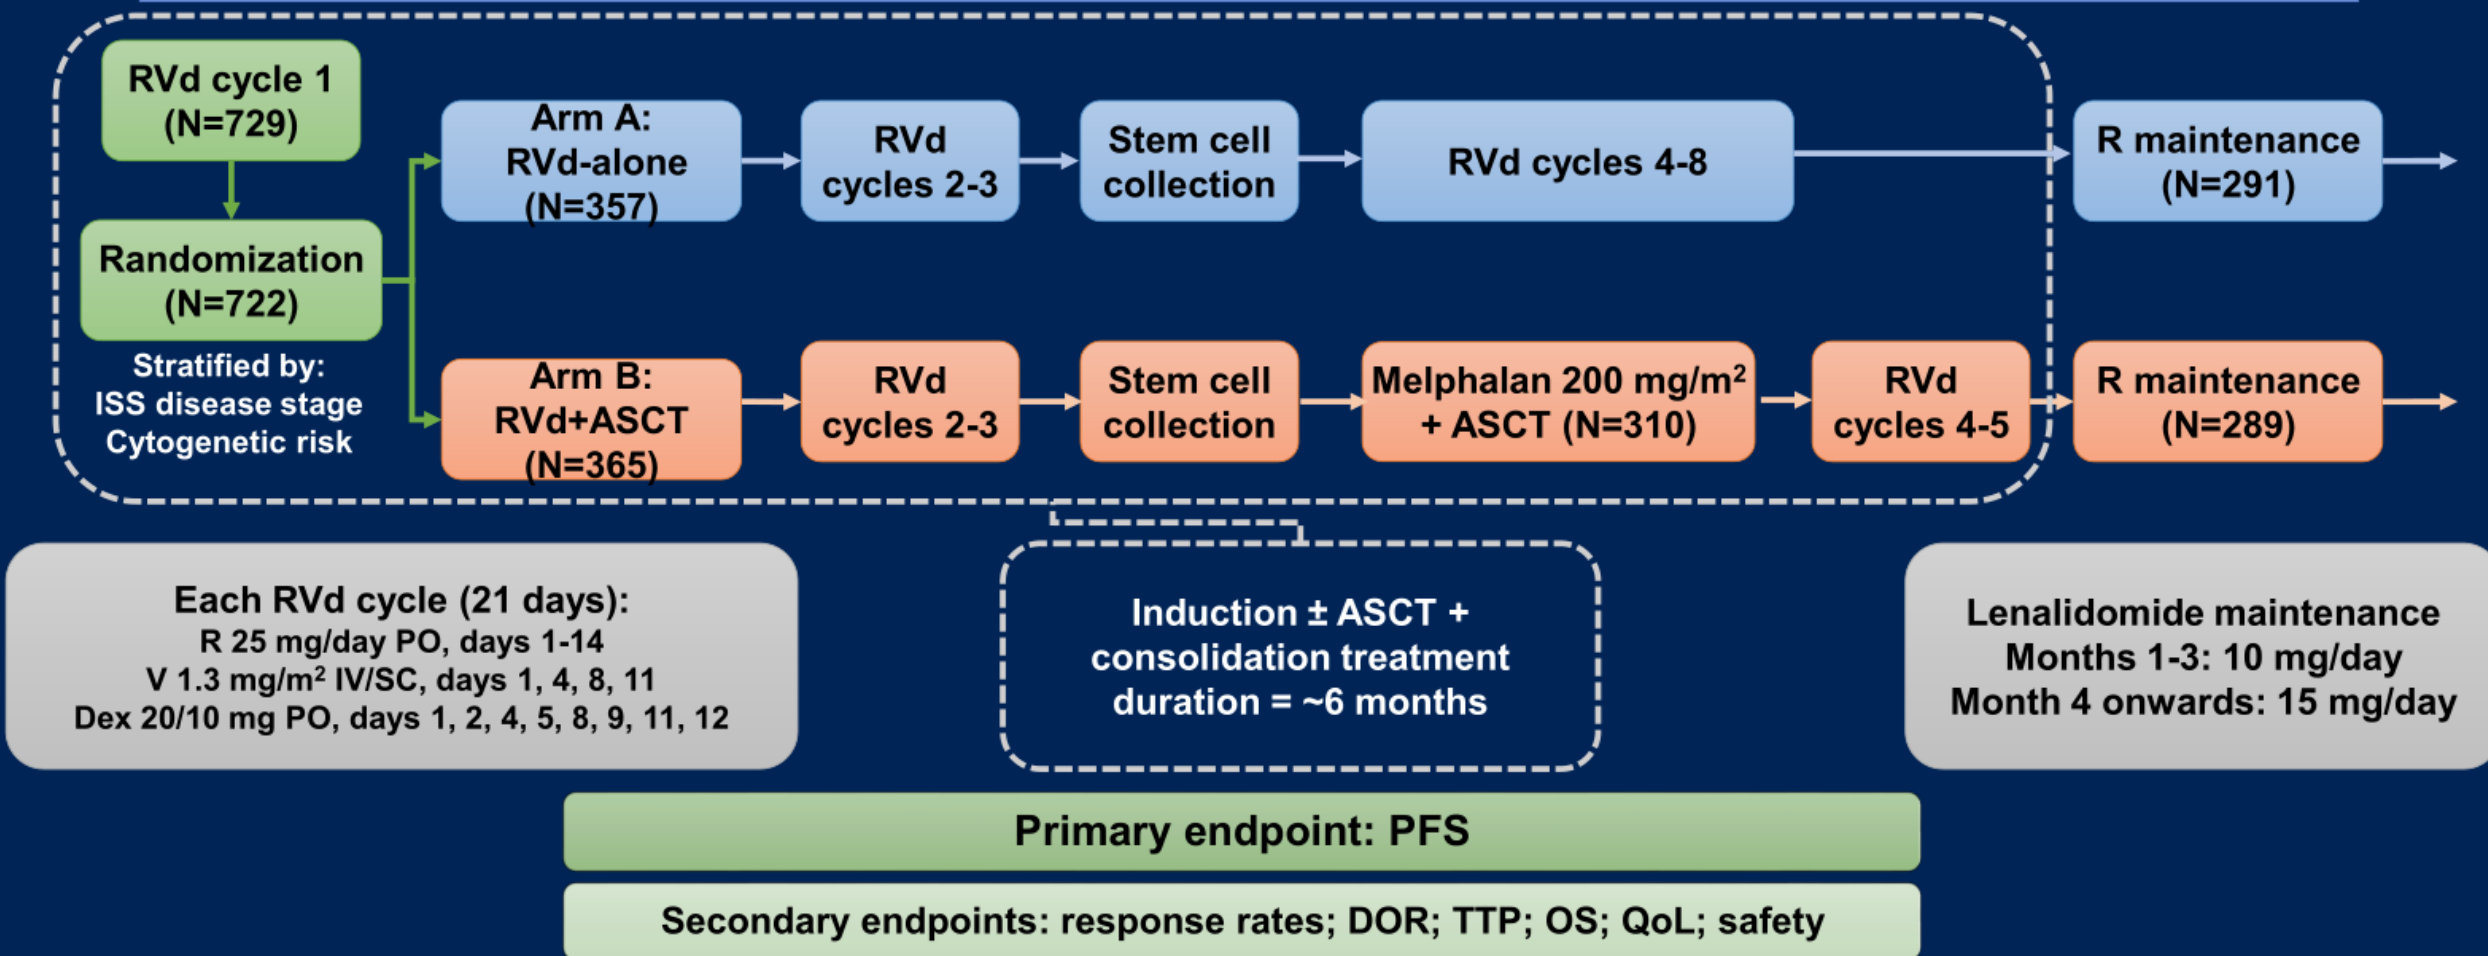 RVd cycle 1
(N=729)
Randomization
(N=722)
Stratified by:
ISS disease stage
Cytogenetic risk
Arm A:
RVd-alone
(N=357)
RVd
cycles 2-3
Stem cell
collection
RVd cycles 4-8
R maintenance
(N=291)
Arm B:
RVd+ASCT
(N=365)
RVd
cycles 2-3
Stem cell
collection
Melphalan 200 mg/m²
+ ASCT (N=310)
RVd
cycles 4-5
R maintenance
(N=289)
Each RVd cycle (21 days):
R 25 mg/day PO, days 1-14
V 1.3 mg/m² IV/SC, days 1, 4, 8, 11
Dex 20/10 mg PO, days 1, 2, 4, 5, 8, 9, 11, 12
Induction ± ASCT +
consolidation treatment
duration = ~6 months
Lenalidomide maintenance
Months 1-3: 10 mg/day
Month 4 onwards: 15 mg/day
Primary endpoint: PFS
Secondary endpoints: response rates; DOR; TTP; OS; QoL; safety